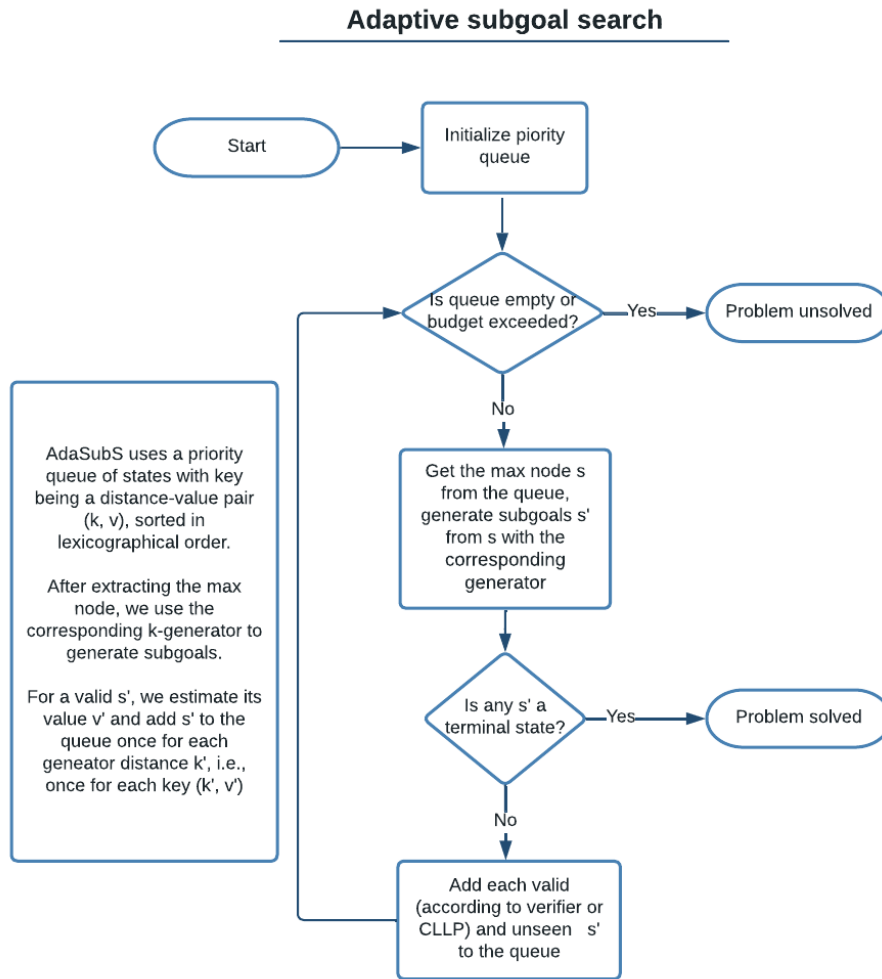 Adaptive subgoal search
Start
Initialize piority
queue
Is queue empty or
budget exceeded?
Yes
Problem unsolved
No
Get the max node s
from the queue,
generate subgoals s'
from s with the
corresponding
generator
AdaSubS uses a priority
queue of states with key
being a distance-value pair
(k, v), sorted in
lexicographical order.
After extracting the max
node, we use the
corresponding k-generator to
generate subgoals.
For a valid s', we estimate its
value v' and add s' to the
queue once for each
geneator distance k', i.e.,
once for each key (k', v')
Is any s' a
terminal state?
Yes
Problem solved
No
Add each valid
(according to verifier or
CLLP) and unseen s'
to the queue